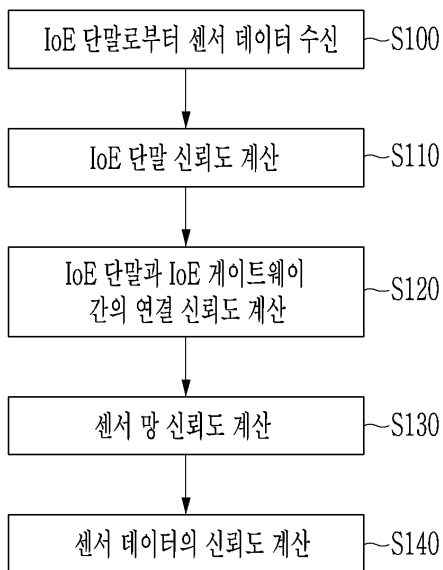 IoE 단말로부터 센서 데이터 수신
S100
IoE 단말 신뢰도 계산
S110
IoE 단말과 IoE 게이트웨이
간의 연결 신뢰도 계산
S120
센서 망 신뢰도 계산
S130
센서 데이터의 신뢰도 계산
S140